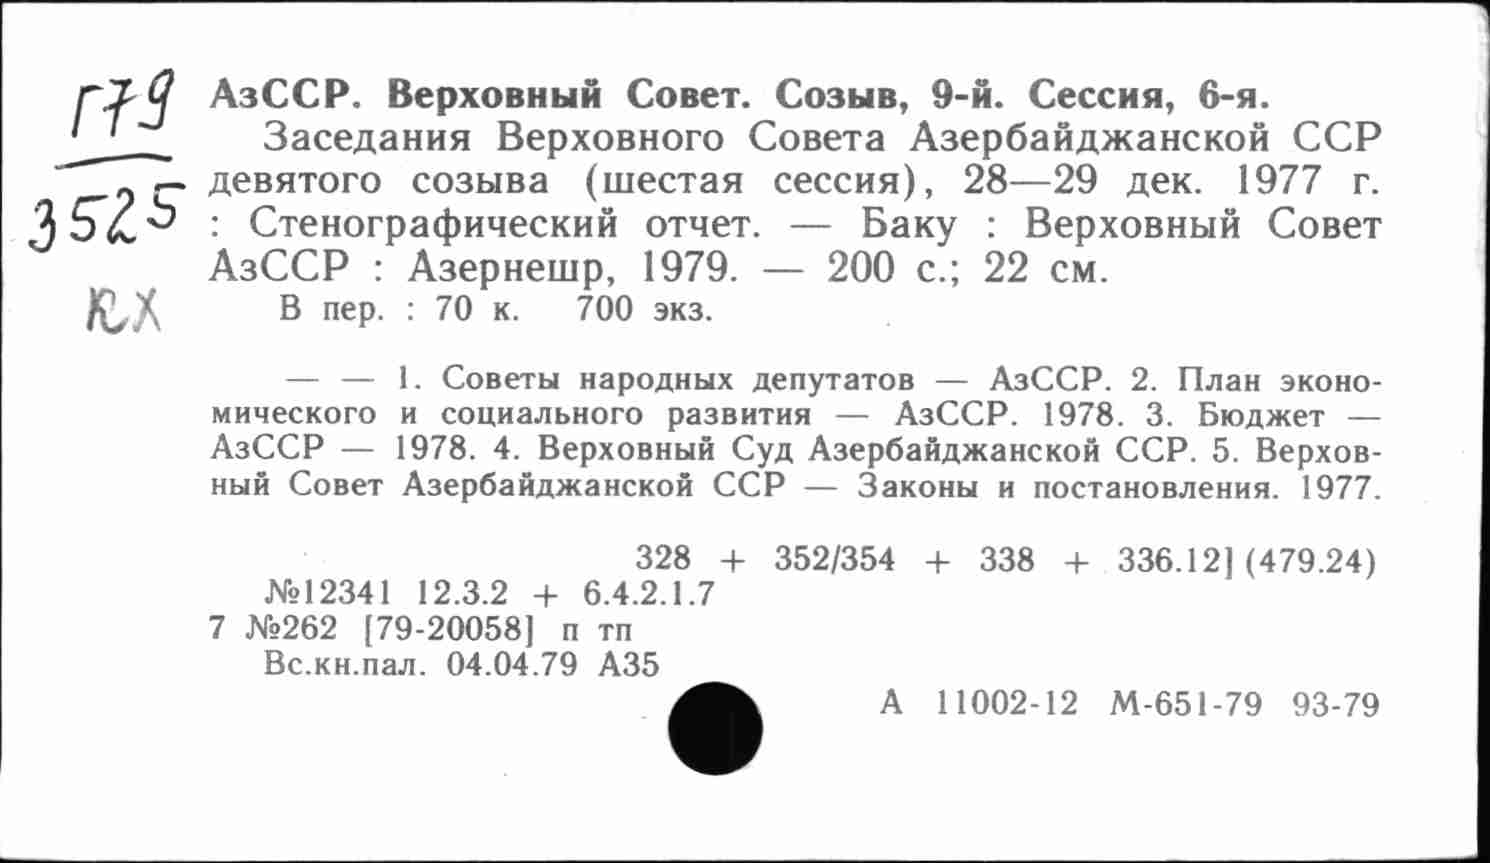 Г79
3525
КХ
АзССР. Верховный Совет. Созыв, 9-й. Сессия, 6-я.
Заседания Верховного Совета Азербайджанской ССР
девятого созыва (шестая сессия), 28—29 дек. 1977 г.
: Стенографический отчет. — Баку : Верховный Совет
АзССР : Азернешр, 1979. — 200 с.; 22 см.
В пер. : 70 к. 700 экз.
— — 1. Советы народных депутатов — АзССР. 2. План эконо-
мического и социального развития — АзССР. 1978. 3. Бюджет —
АзССР — 1978. 4. Верховный Суд Азербайджанской ССР. 5. Верхов-
ный Совет Азербайджанской ССР — Законы и постановления. 1977.
328 + 352/354 + 338 + 336.12] (479.24)
№12341 12.3.2 + 6.4.2.1.7
7 №262 [79-20058] п тп
Вс.кн.пал. 04.04.79 А35
А 11002-12 М-651-79 93-79